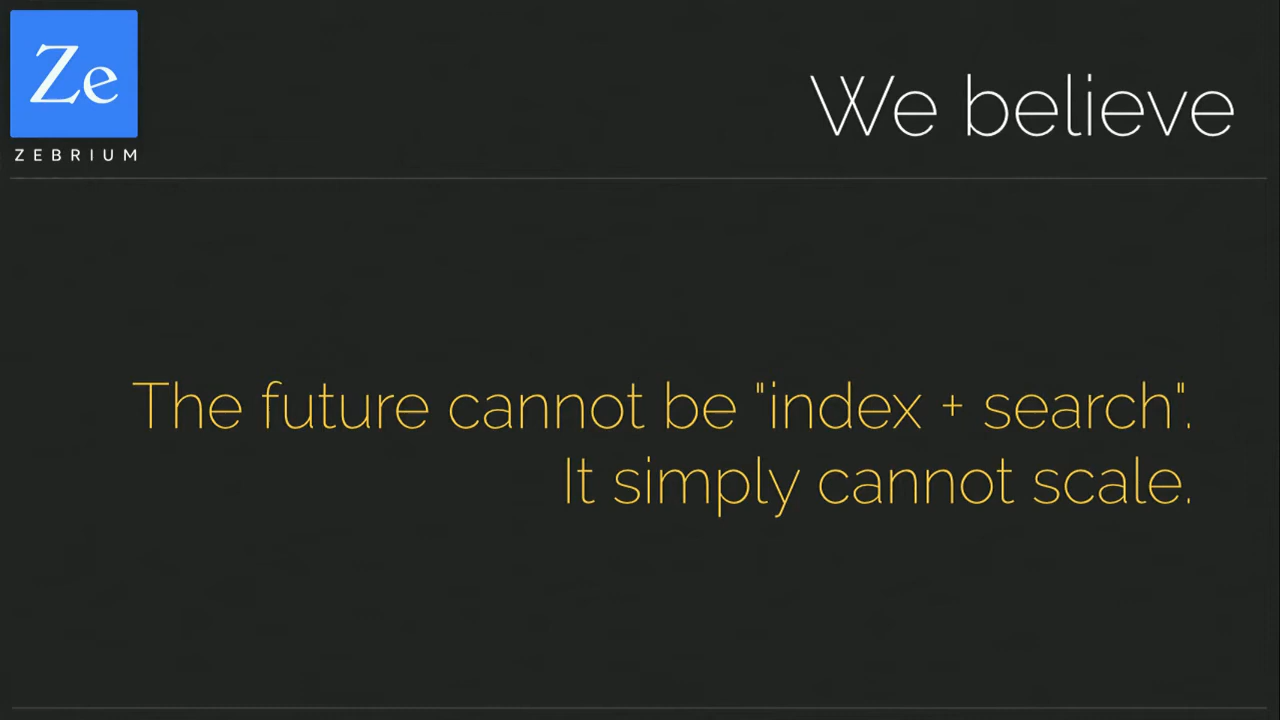 Ze
ZEBRIUM
We believe
The future cannot be "index + search".
It simply cannot scale.